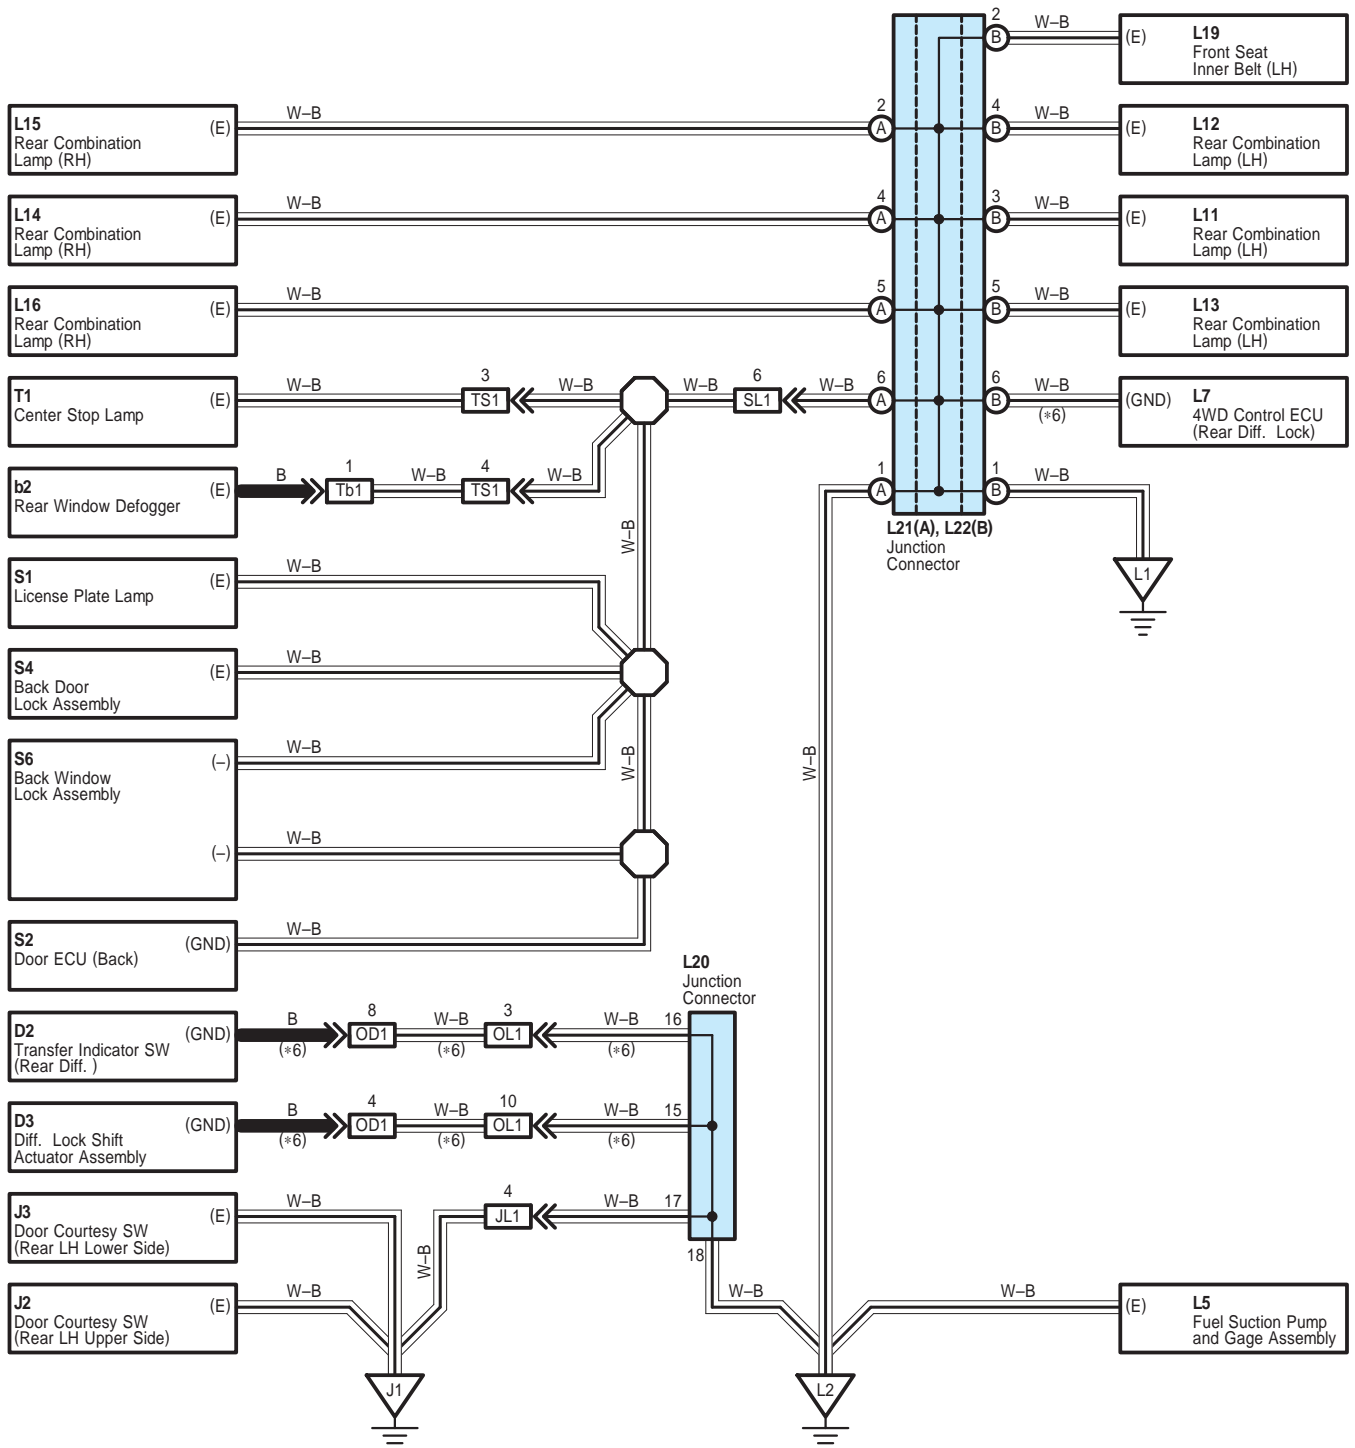 2
W–B
B
(E)
L19
Front Seat
Inner Belt (LH)
L15
Rear Combination
Lamp (RH)
(E)
W–B
2
A
4
B
W–B
(E)
L12
Rear Combination
Lamp (LH)
L14
Rear Combination
Lamp (RH)
(E)
W–B
4
A
3
B
W–B
(E)
L11
Rear Combination
Lamp (LH)
L16
Rear Combination
Lamp (RH)
(E)
W–B
5
A
5
B
W–B
(E)
L13
Rear Combination
Lamp (LH)
T1
Center Stop Lamp
(E)
W–B
3
TS1
W–B
W–B
6
SL1
W–B
6
A
6
B
W–B
(∗6)
(GND)
L7
4WD Control ECU
(Rear Diff. Lock)
b2
Rear Window Defogger
(E)
B
1
Tb1
W–B
4
TS1
W–B
1
A
1
B
W–B
L21(A), L22(B)
Junction
Connector
W–B
L1
S1
License Plate Lamp
(E)
W–B
S4
Back Door
Lock Assembly
(E)
W–B
S6
Back Window
Lock Assembly
(–)
W–B
W–B
W–B
(–)
W–B
S2
Door ECU (Back)
(GND)
W–B
L20
Junction
Connector
D2
Transfer Indicator SW
(Rear Diff. )
(GND)
B
(∗6)
8
OD1
W–B
(∗6)
3
OL1
W–B
(∗6)
16
D3
Diff. Lock Shift
Actuator Assembly
(GND)
B
(∗6)
4
OD1
W–B
(∗6)
10
OL1
W–B
(∗6)
15
J3
Door Courtesy SW
(Rear LH Lower Side)
(E)
W–B
4
JL1
W–B
17
W–B
18
J2
Door Courtesy SW
(Rear LH Upper Side)
(E)
W–B
W–B
W–B
(E)
L5
Fuel Suction Pump
and Gage Assembly
J1
L2